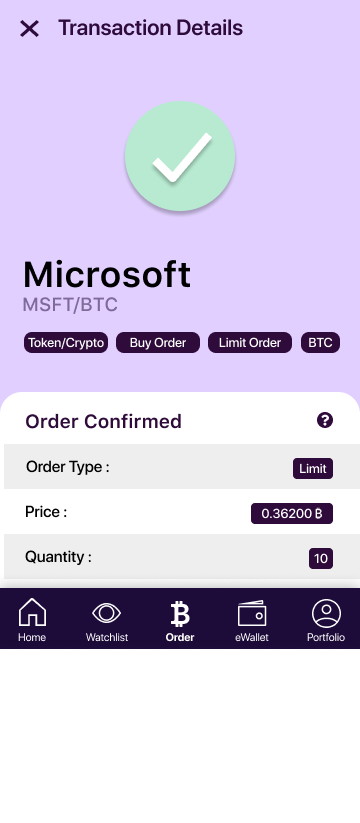 Transaction Details
Microsoft
MSFT/BTC
Token/Crypto Buy Order Limit Order BTC
Order Confirmed ?
Order Type : Limit
Price : 0.36200 ₿
Quantity : 10
Home Watchlist Order eWallet Portfolio